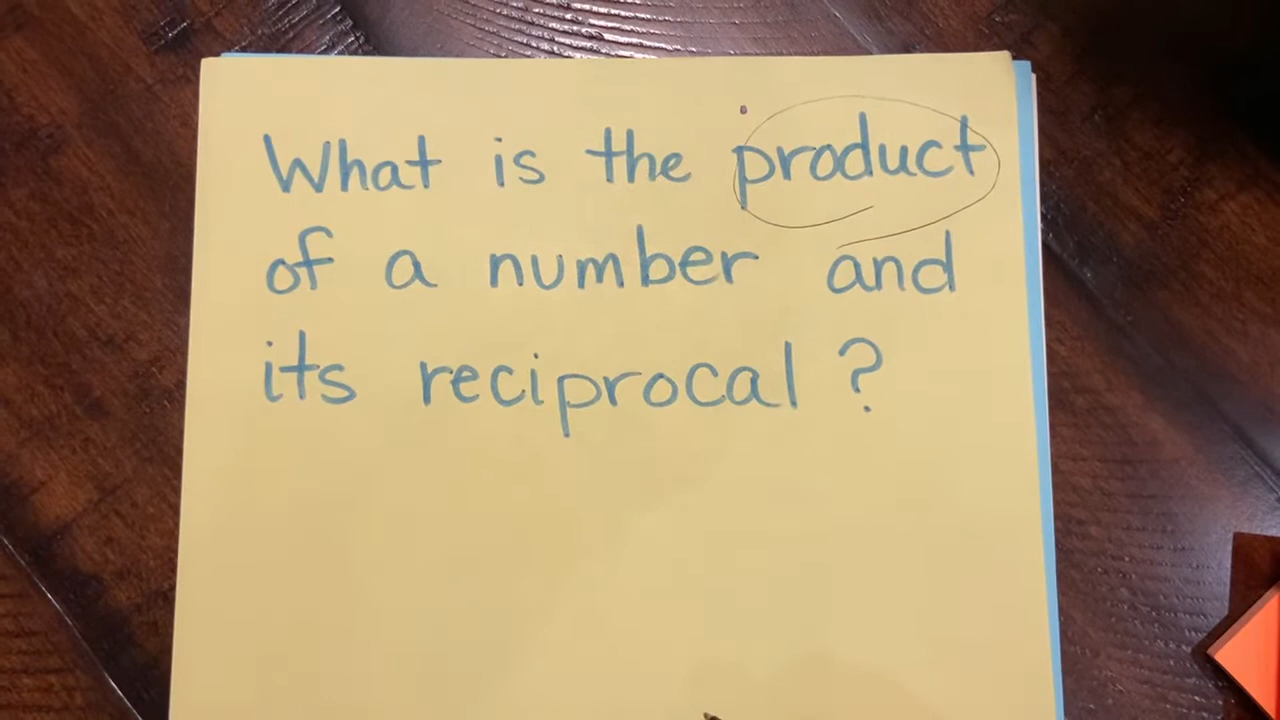 What is the product
of a number and
its reciprocal ?